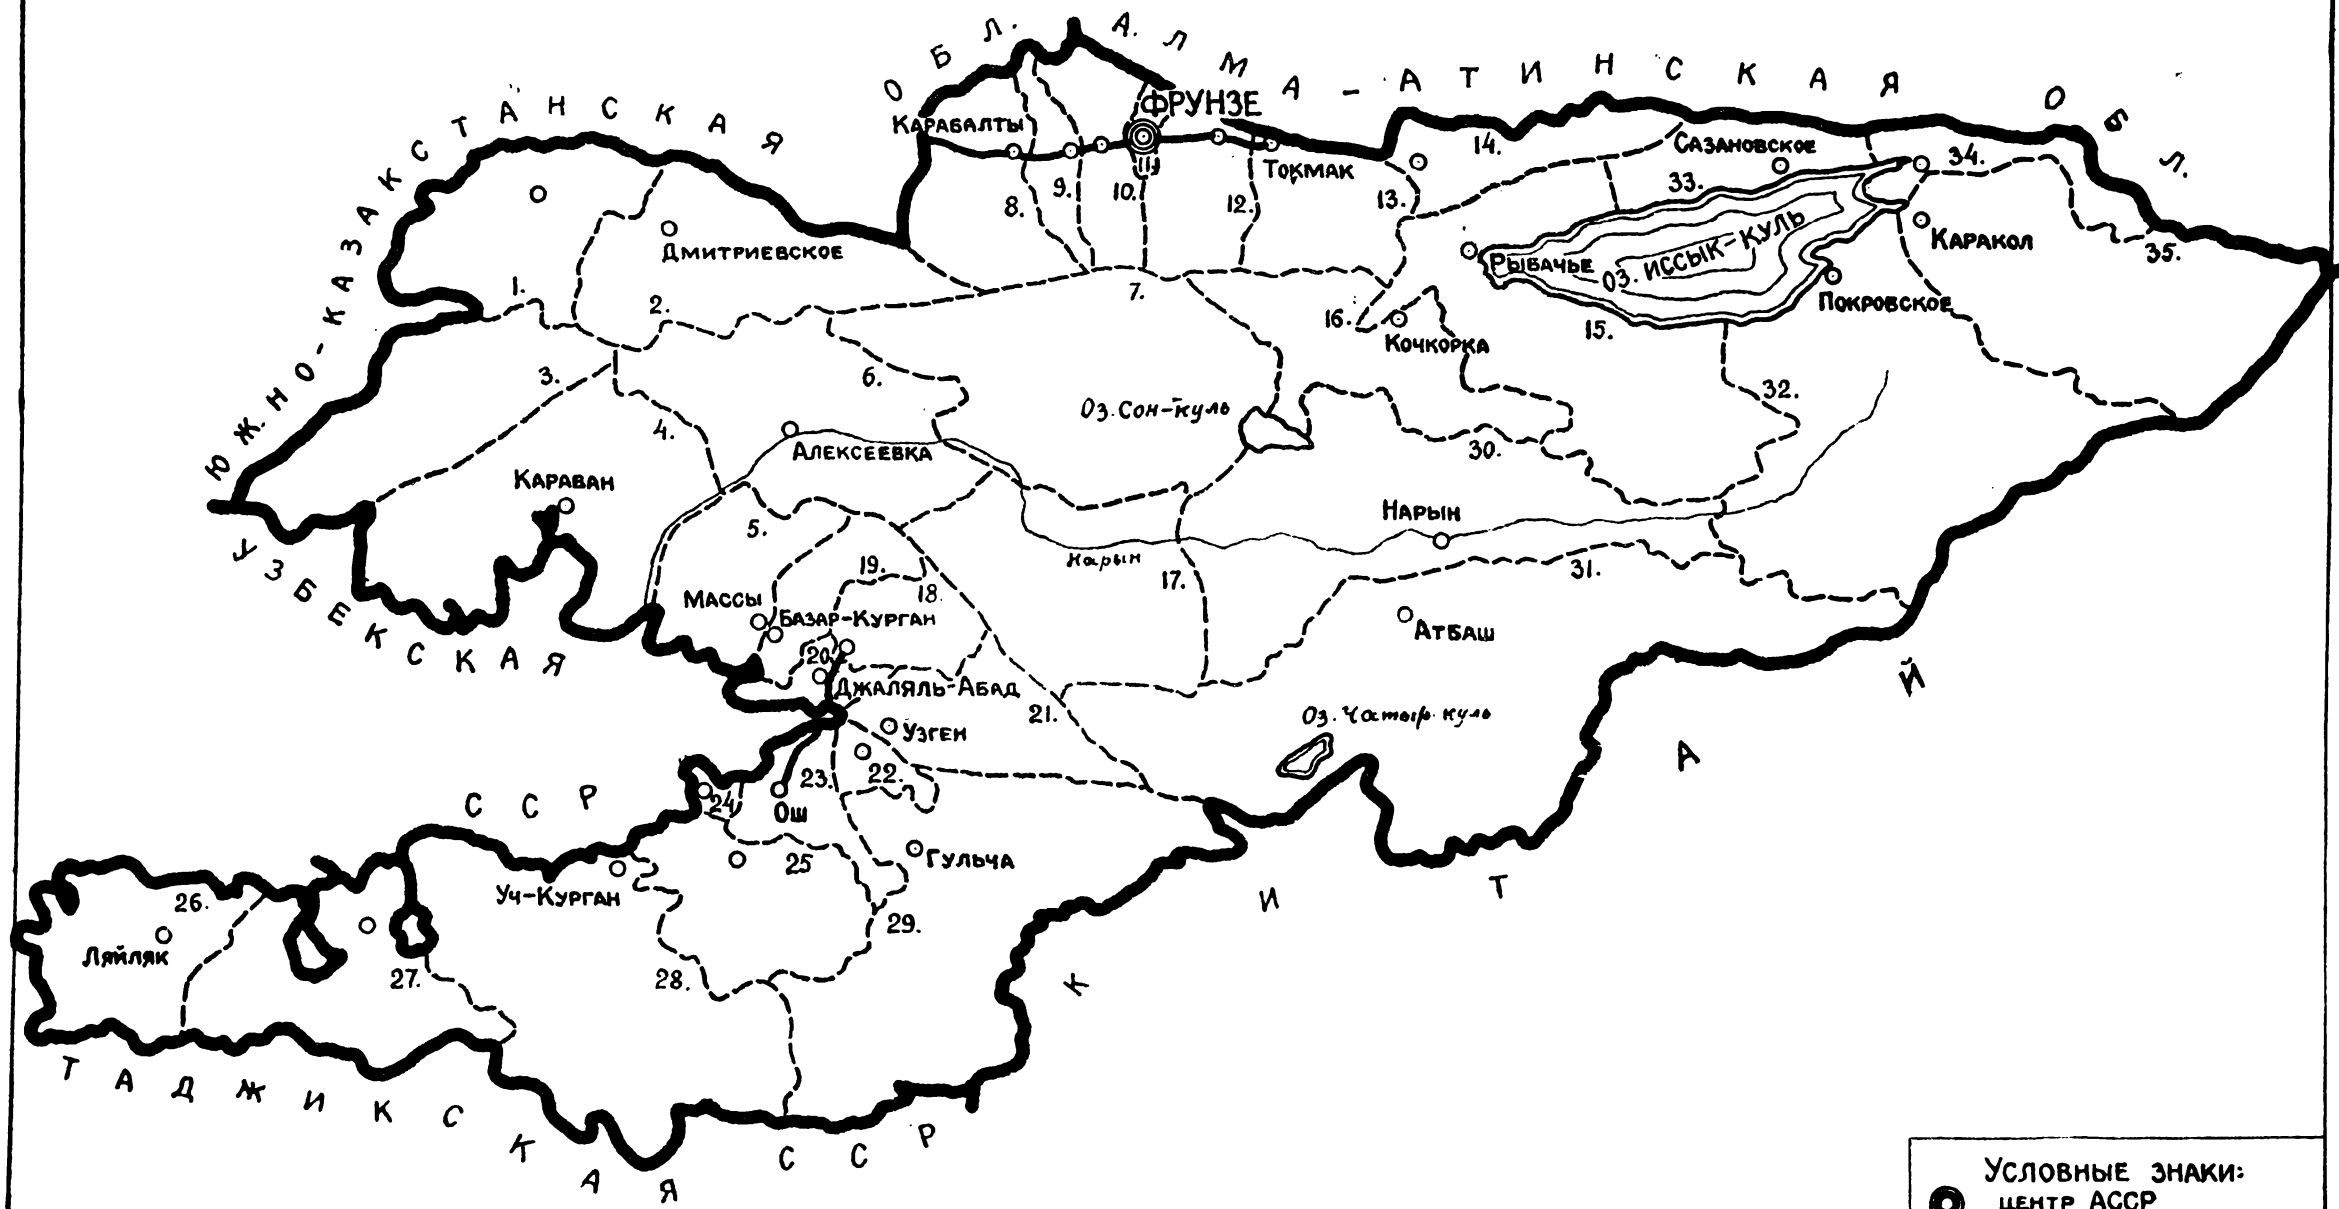 ЮЖНО-КАЗАКСТАНСКАЯ ОБЛ.
АЛМА-АТИНСКАЯ ОБЛ.
ФРУНЗЕ
КАРАБАЛТЫ
ТОКМАК
14.
САЗАНОВСКОЕ
34.
33.
13.
12.
10.
9.
8.
ДМИТРИЕВСКОЕ
РЫБАЧЬЕ
ОЗ. ИССЫК-КУЛЬ
КАРАКОЛ
35.
ПОКРОВСКОЕ
1.
2.
7.
16.
15.
КОЧКОРКА
3.
6.
32.
Оз. Сон-куль
4.
АЛЕКСЕЕВКА
30.
КАРАВАН
5.
НАРЫН
Нарын
19.
18.
17.
31.
МАССЫ
БАЗАР-КУРГАН
АТБАШ
20.
ДЖАЛЯЛЬ-АБАД
21.
Оз. Чатыр-куль
УЗГЕН
22.
23.
24
ОШ
25
ГУЛЬЧА
УЧ-КУРГАН
26.
29.
ЛЯЙЛЯК
27.
28.
УЗБЕКСКАЯ ССР
ТАДЖИКСКАЯ ССР
КИТАЙ
УСЛОВНЫЕ ЗНАКИ:
ЦЕНТР АССР